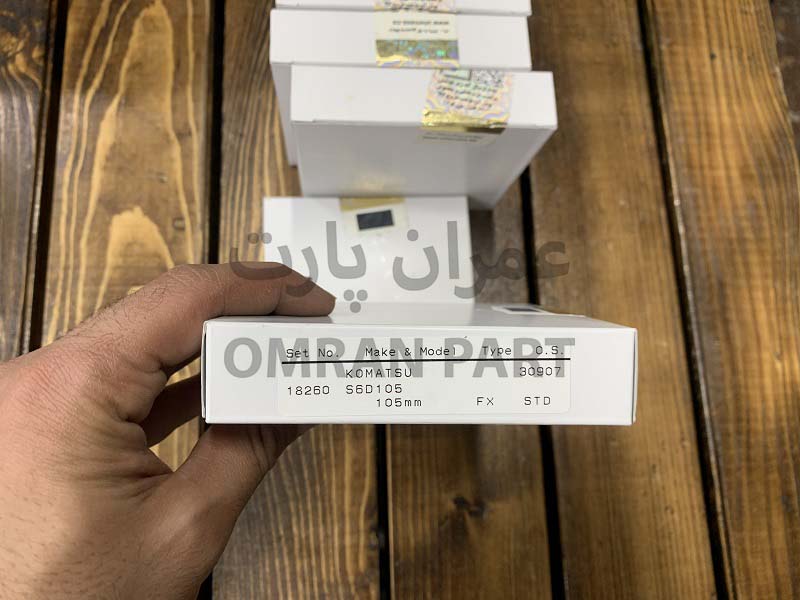 عمران پارت
OMRAN PART
Set No. Make & Model Type O.S.
KOMATSU 30907
18260 S6D105
105mm FX STD